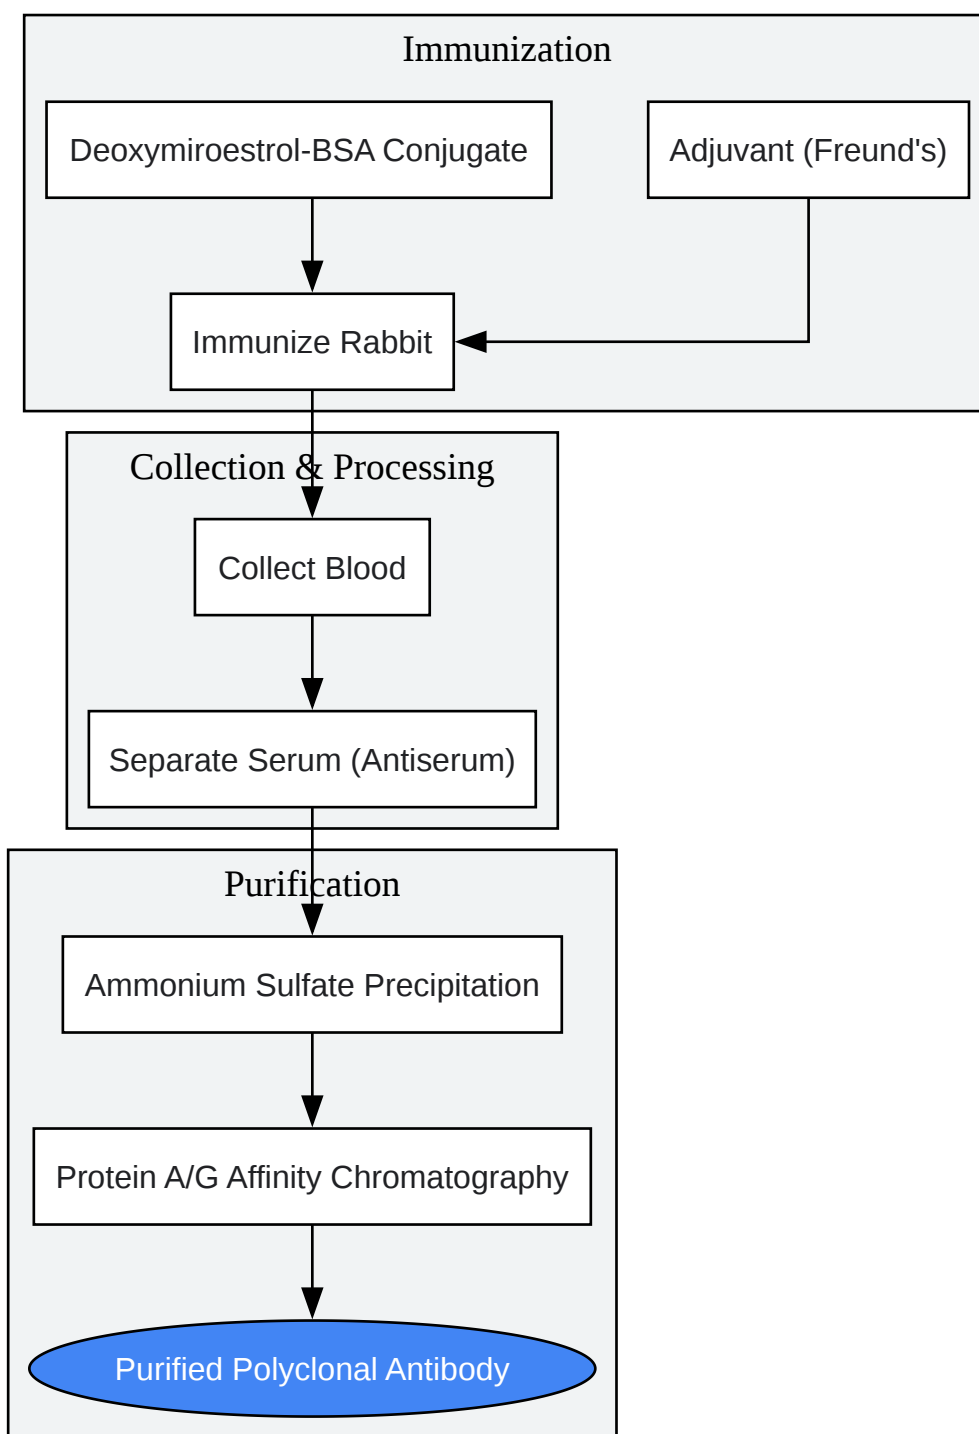 Immunization
Deoxymiroestrol-BSA Conjugate
Adjuvant (Freund's)
Immunize Rabbit
Collection & Processing
Collect Blood
Separate Serum (Antiserum)
Purification
Ammonium Sulfate Precipitation
Protein A/G Affinity Chromatography
Purified Polyclonal Antibody